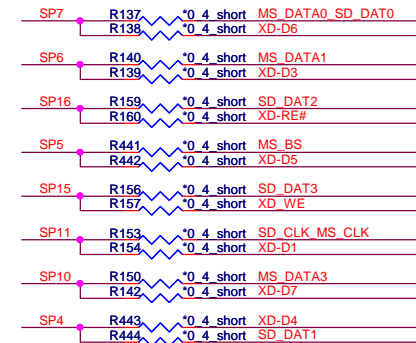 SP7 R137 *0_4_short MS_DATA0_SD_DAT0
R138 *0_4_short XD-D6
SP6 R140 *0_4_short MS_DATA1
R139 *0_4_short XD-D3
SP16 R159 *0_4_short SD_DAT2
R160 *0_4_short XD-RE#
SP5 R441 *0_4_short MS_BS
R442 *0_4_short XD-D5
SP15 R156 *0_4_short SD_DAT3
R157 *0_4_short XD_WE
SP11 R153 *0_4_short SD_CLK_MS_CLK
R154 *0_4_short XD-D1
SP10 R150 *0_4_short MS_DATA3
R142 *0_4_short XD-D7
SP4 R443 *0_4_short XD-D4
R444 *0_4_short SD_DAT1